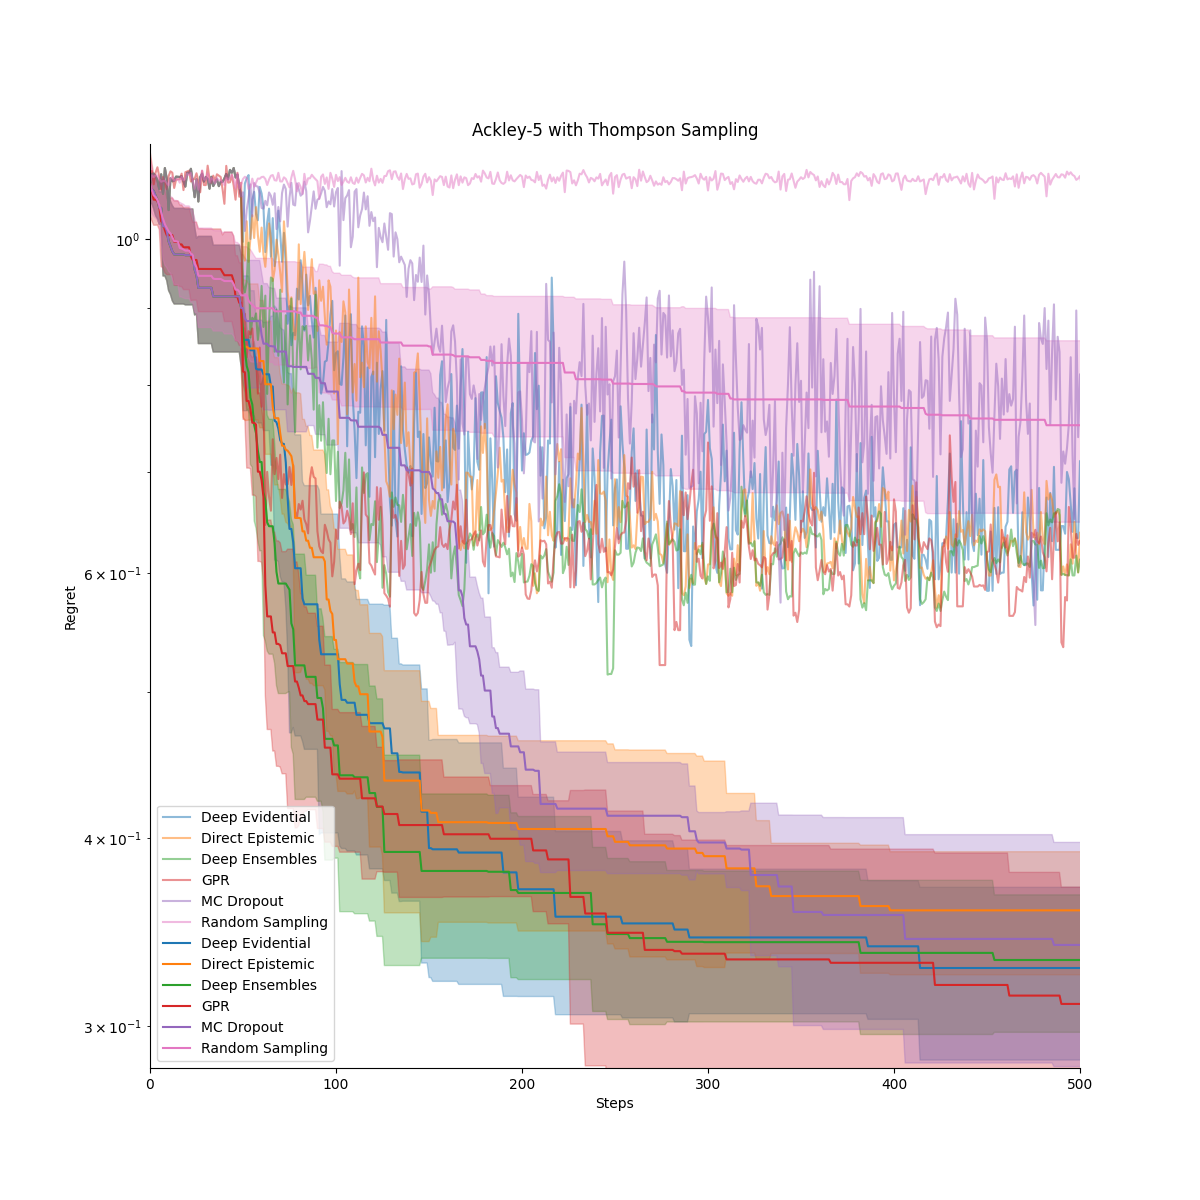 Ackley-5 with Thompson Sampling
10⁰
6 × 10⁻¹
4 × 10⁻¹
3 × 10⁻¹
Regret
Deep Evidential
Direct Epistemic
Deep Ensembles
GPR
MC Dropout
Random Sampling
Deep Evidential
Direct Epistemic
Deep Ensembles
GPR
MC Dropout
Random Sampling
0 100 200 300 400 500
Steps